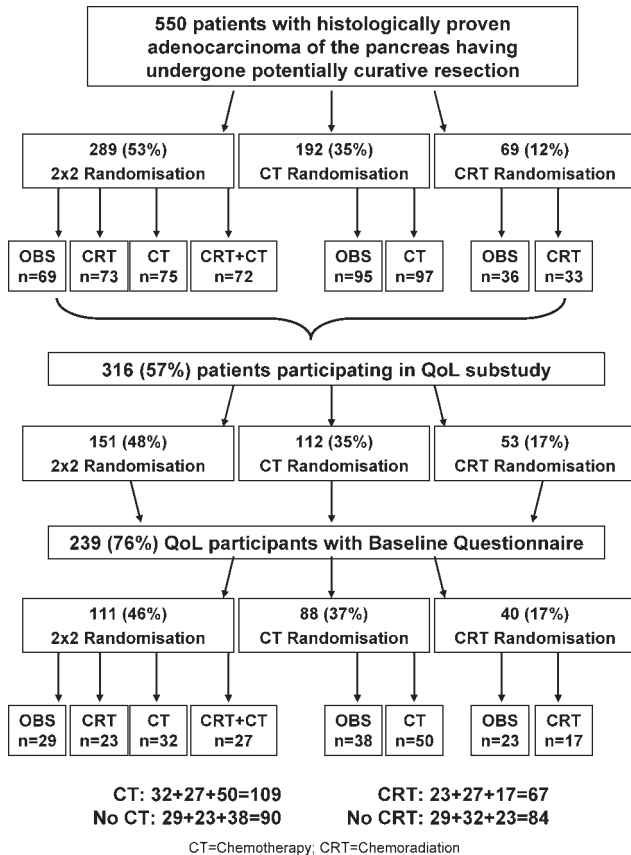 550 patients with histologically proven
adenocarcinoma of the pancreas having
undergone potentially curative resection
289 (53%)
2x2 Randomisation
192 (35%)
CT Randomisation
69 (12%)
CRT Randomisation
OBS
n=69
CRT
n=73
CT
n=75
CRT+CT
n=72
OBS
n=95
CT
n=97
OBS
n=36
CRT
n=33
316 (57%) patients participating in QoL substudy
151 (48%)
2x2 Randomisation
112 (35%)
CT Randomisation
53 (17%)
CRT Randomisation
239 (76%) QoL participants with Baseline Questionnaire
111 (46%)
2x2 Randomisation
88 (37%)
CT Randomisation
40 (17%)
CRT Randomisation
OBS
n=29
CRT
n=23
CT
n=32
CRT+CT
n=27
OBS
n=38
CT
n=50
OBS
n=23
CRT
n=17
CT: 32+27+50=109
No CT: 29+23+38=90
CRT: 23+27+17=67
No CRT: 29+32+23=84
CT=Chemotherapy; CRT=Chemoradiation